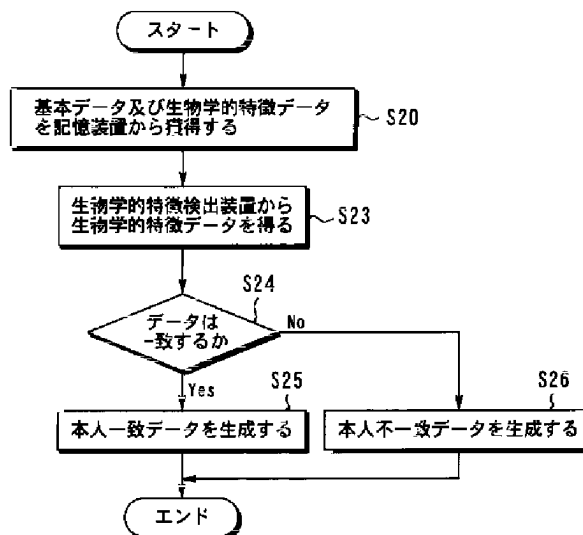 スタート
基本データ及び生物学的特徴データ
を記憶装置から獲得する
S20
生物学的特徴検出装置から
生物学的特徴データを得る
S23
S24
データは
一致するか
No
Yes
S25
本人一致データを生成する
S26
本人不一致データを生成する
エンド